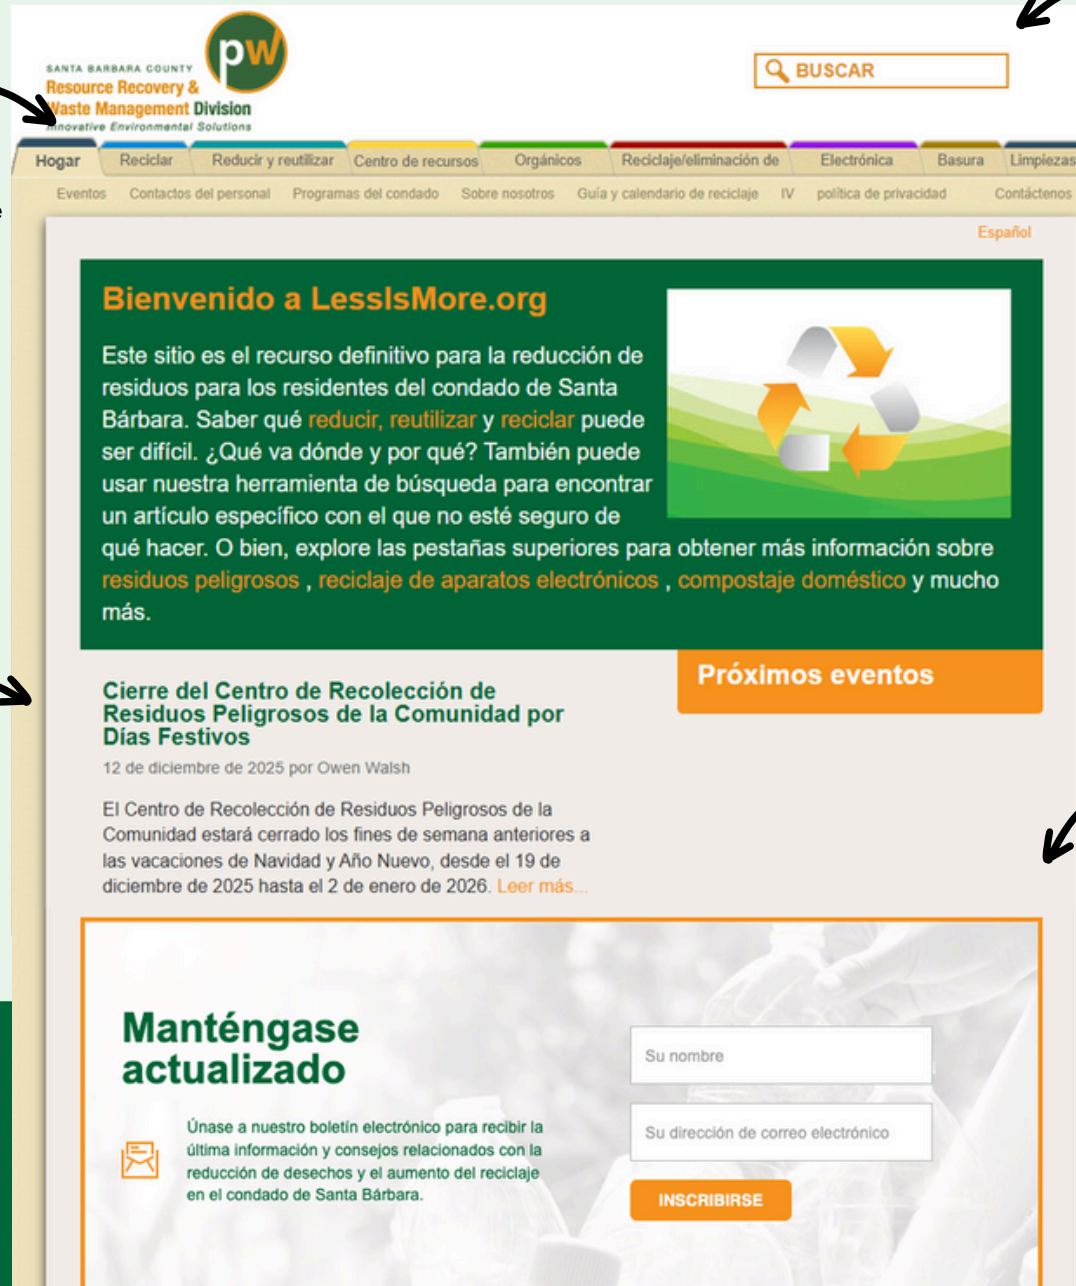 SANTA BARBARA COUNTY
Resource Recovery &
Waste Management Division
Innovative Environmental Solutions
pw
BUSCAR
Hogar Reciclar Reducir y reutilizar Centro de recursos Orgánicos Reciclaje/eliminación de Electrónica Basura Limpiezas
Eventos Contactos del personal Programas del condado Sobre nosotros Guía y calendario de reciclaje IV política de privacidad Contáctenos
e
Español
Bienvenido a LessIsMore.org
Este sitio es el recurso definitivo para la reducción de
residuos para los residentes del condado de Santa
Bárbara. Saber qué reducir, reutilizar y reciclar puede
ser difícil. ¿Qué va dónde y por qué? También puede
usar nuestra herramienta de búsqueda para encontrar
un artículo específico con el que no esté seguro de
qué hacer. O bien, explore las pestañas superiores para obtener más información sobre
residuos peligrosos , reciclaje de aparatos electrónicos , compostaje doméstico y mucho
más.
Próximos eventos
Cierre del Centro de Recolección de
Residuos Peligrosos de la Comunidad por
Días Festivos
12 de diciembre de 2025 por Owen Walsh
El Centro de Recolección de Residuos Peligrosos de la
Comunidad estará cerrado los fines de semana anteriores a
las vacaciones de Navidad y Año Nuevo, desde el 19 de
diciembre de 2025 hasta el 2 de enero de 2026. Leer más...
Manténgase
actualizado
Únase a nuestro boletín electrónico para recibir la
última información y consejos relacionados con la
reducción de desechos y el aumento del reciclaje
en el condado de Santa Bárbara.
Su nombre
Su dirección de correo electrónico
INSCRIBIRSE